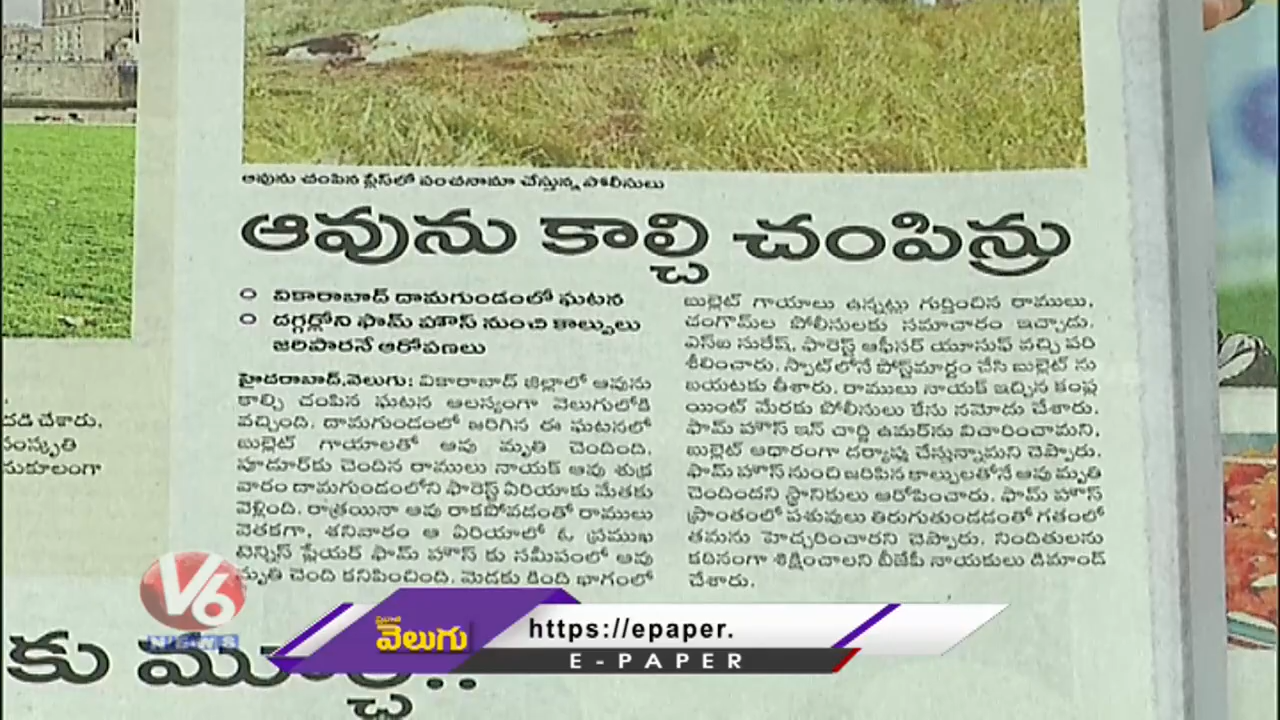 ఆవును చంపిన ప్లేస్‌లో పంచనామా చేస్తున్న పోలీసులు
ఆవును కాల్చి చంపిన్రు
వికారాబాద్ దామగుండంలో ఘటన
దగ్గర్లోని ఫామ్ హౌస్ నుంచి కాల్పులు
జరిపారనే ఆరోపణలు
హైదరాబాద్,వెలుగు: వికారాబాద్ జిల్లాలో ఆవును
కాల్చి చంపిన ఘటన ఆలస్యంగా వెలుగులోకి
వచ్చింది. దామగుండంలో జరిగిన ఈ ఘటనలో
బుల్లెట్ గాయాలతో ఆవు మృతి చెందింది.
పూడూర్‌కు చెందిన రాములు నాయక్ ఆవు శుక్ర
వారం దామగుండంలోని ఫారెస్ట్ ఏరియాకు మేతకు
వెళ్లింది. రాత్రయినా ఆవు రాకపోవడంతో రాములు
వెతకగా, శనివారం ఆ ఏరియాలో ఓ ప్రముఖ
టెన్నిస్ ప్లేయర్ ఫామ్ హౌస్ కు సమీపంలో ఆవు
మృతి చెంది కనిపించింది. మెడకు కింది భాగంలో
బుల్లెట్ గాయాలు ఉన్నట్లు గుర్తించిన రాములు,
చంగొముల పోలీసులకు సమాచారం ఇచ్చాడు.
ఎస్ఐ సురేష్, ఫారెస్ట్ ఆఫీసర్ యూసుఫ్ వచ్చి పరి
శీలించారు. స్పాట్‌లోనే పోస్ట్‌మార్టం చేసి బుల్లెట్ ను
బయటకు తీశారు. రాములు నాయక్ ఇచ్చిన కంప్ల
యింట్ మేరకు పోలీసులు కేసు నమోదు చేశారు.
ఫామ్ హౌస్ ఇన్ చార్జి ఉమర్‌ను విచారించామని,
బుల్లెట్ ఆధారంగా దర్యాప్తు చేస్తున్నామని చెప్పారు.
ఫామ్ హౌస్ నుంచి జరిపిన కాల్పులతోనే ఆవు మృతి
చెందిందని స్థానికులు ఆరోపించారు. ఫామ్ హౌస్
ప్రాంతంలో పశువులు తిరుగుతుండడంతో గతంలో
తమను హెచ్చరించారని చెప్పారు. నిందితులను
కఠినంగా శిక్షించాలని బీజేపీ నాయకులు డిమాండ్
చేశారు.
దడి చేశారు.
సంస్కృతి
నుకూలంగా
కు
V6
NEWS
వెలుగు
https://epaper.
E-PAPER